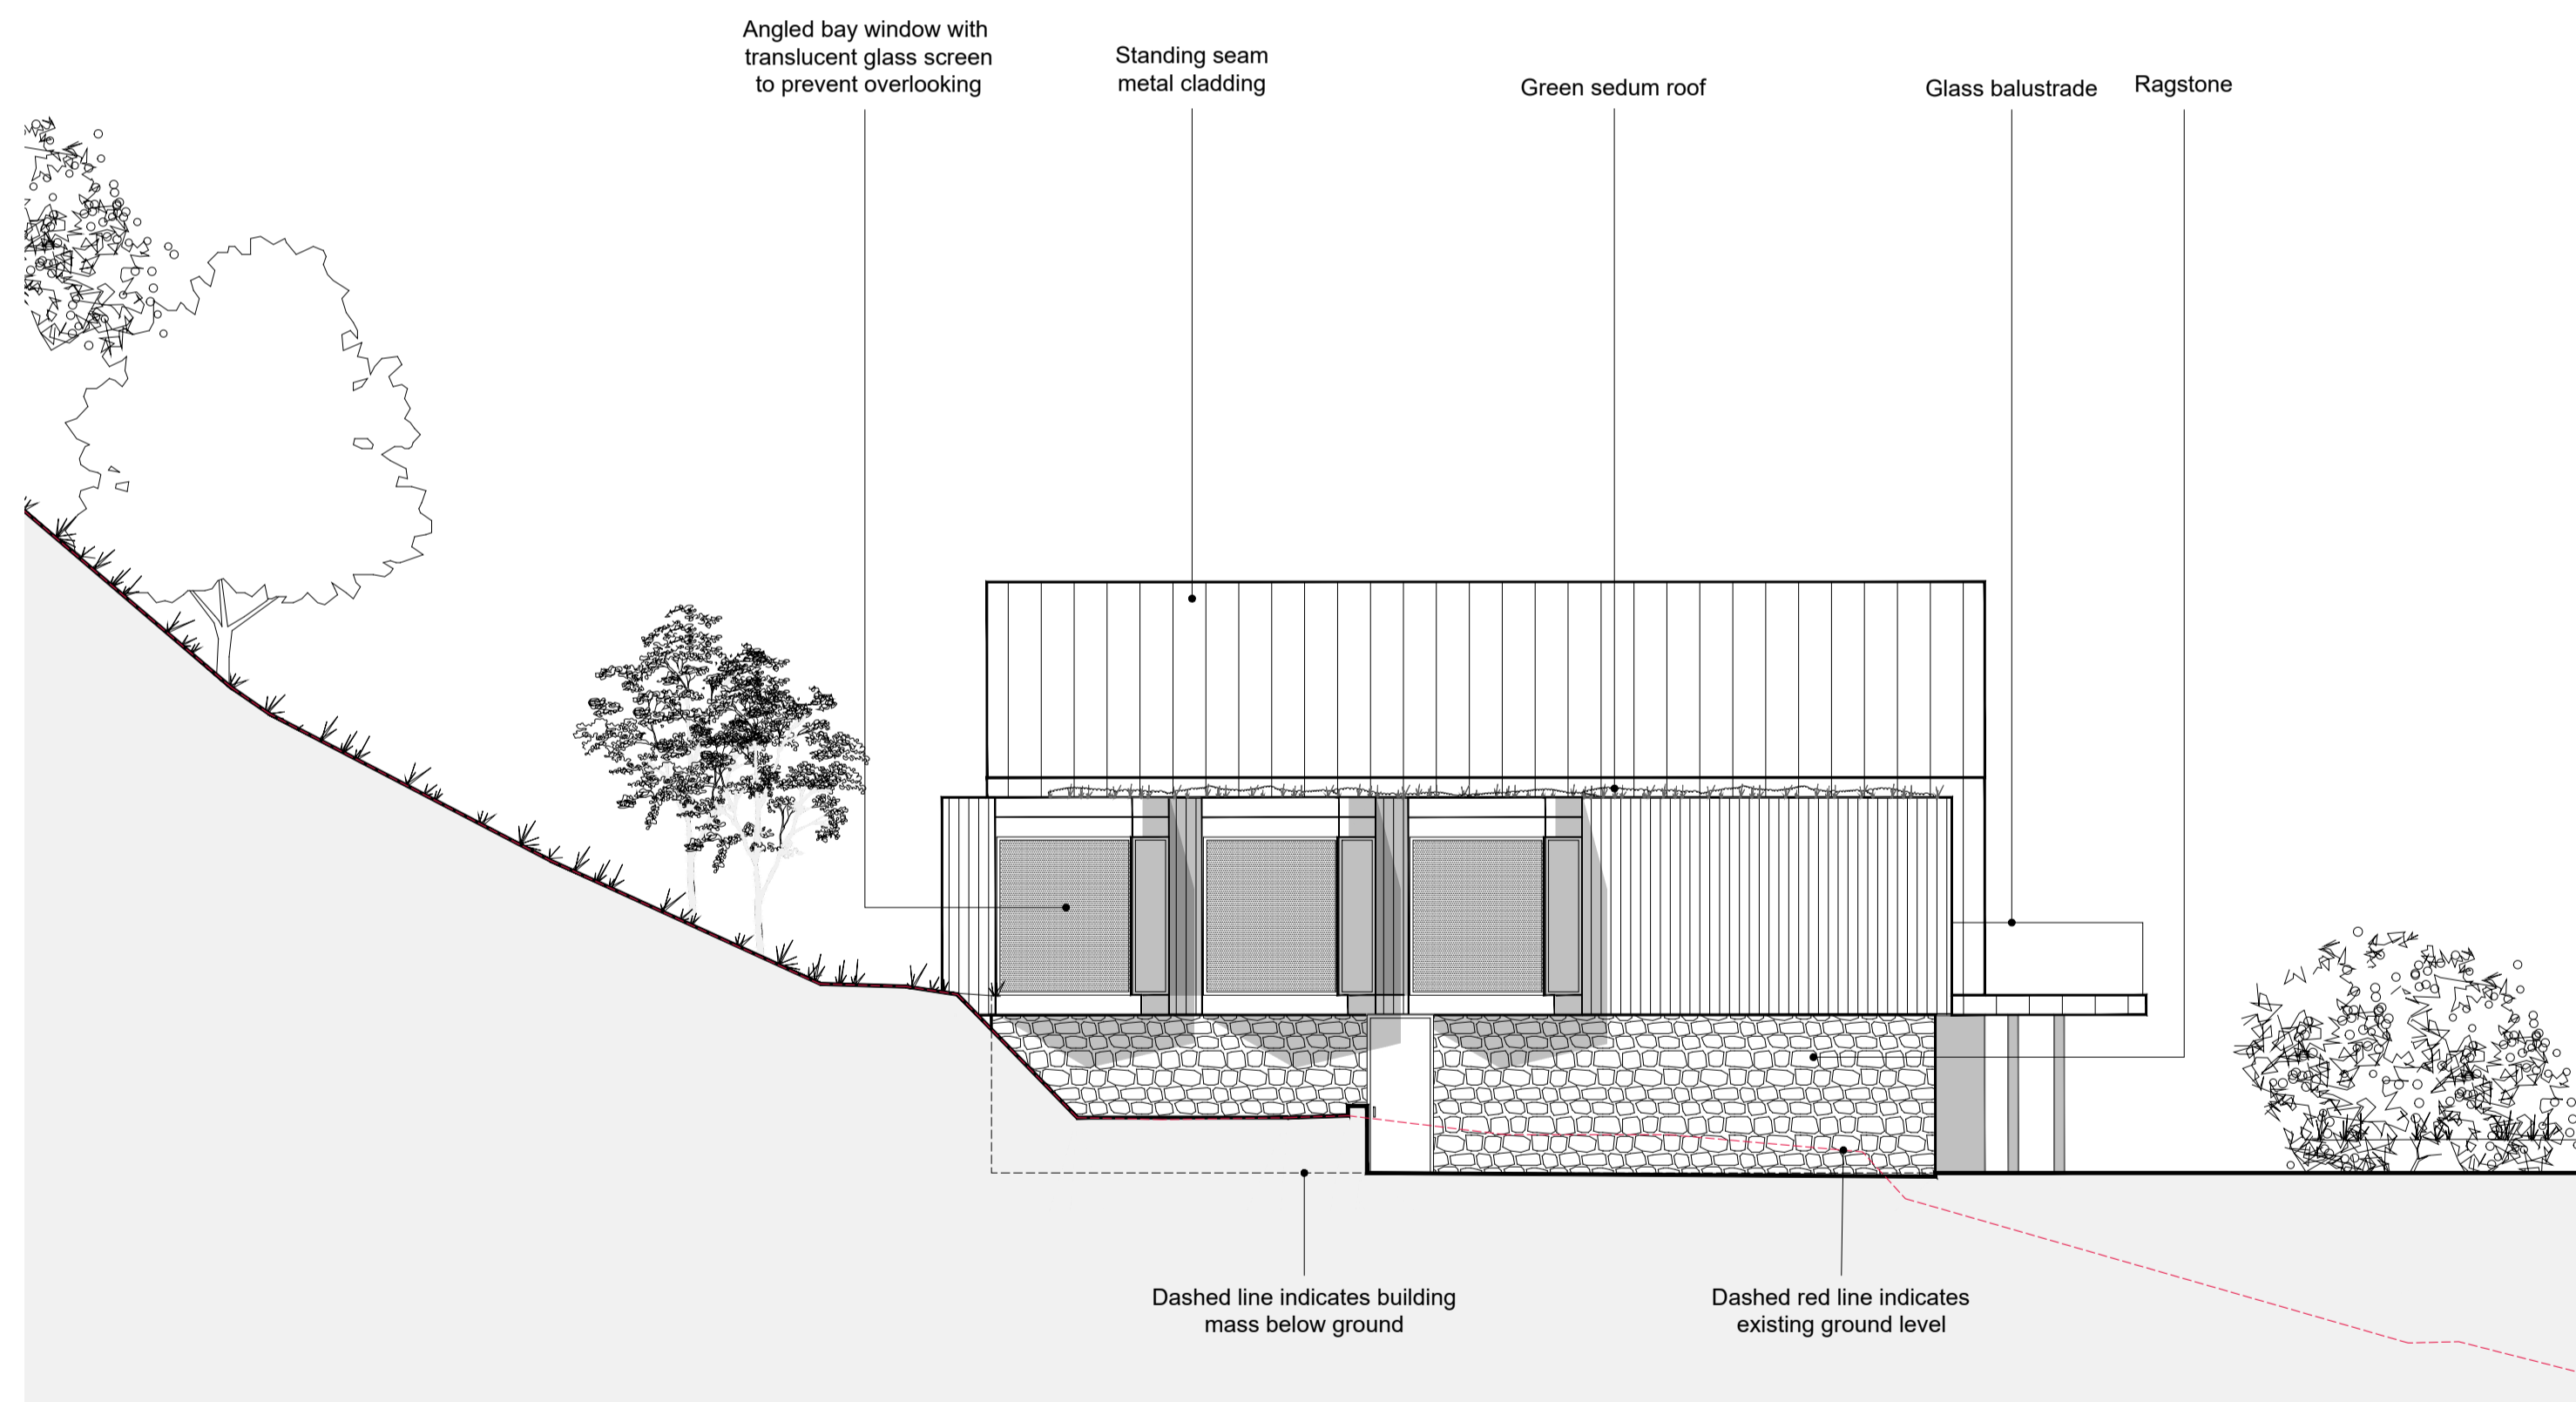 Angled bay window with
translucent glass screen
to prevent overlooking
Standing seam
metal cladding
Green sedum roof
Glass balustrade
Ragstone
Dashed line indicates building
mass below ground
Dashed red line indicates
existing ground level